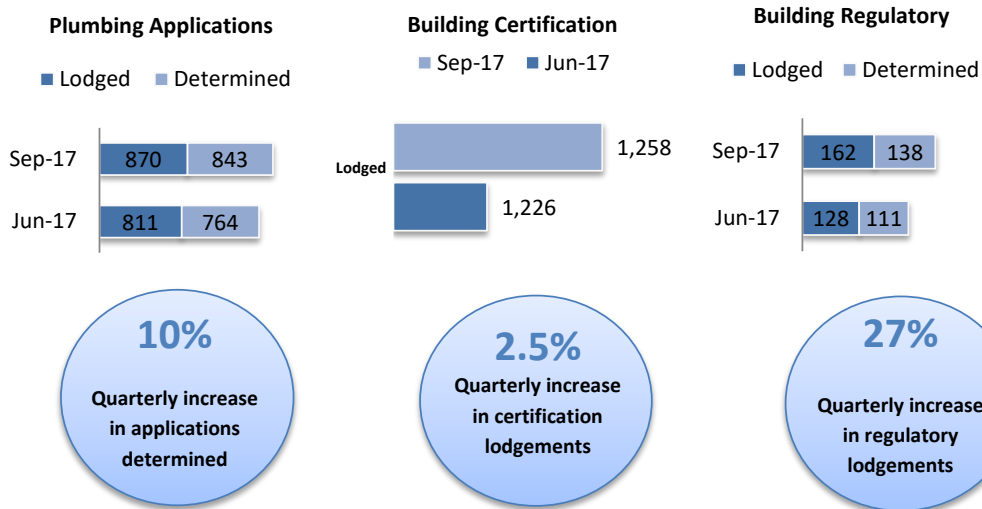 Plumbing Applications
Lodged Determined
Sep-17 870 843
Jun-17 811 764
10%
Quarterly increase
in applications
determined
Building Certification
Sep-17 Jun-17
Lodged
1,258
1,226
2.5%
Quarterly increase
in certification
lodgements
Building Regulatory
Lodged Determined
Sep-17 162 138
Jun-17 128 111
27%
Quarterly increase
in regulatory
lodgements